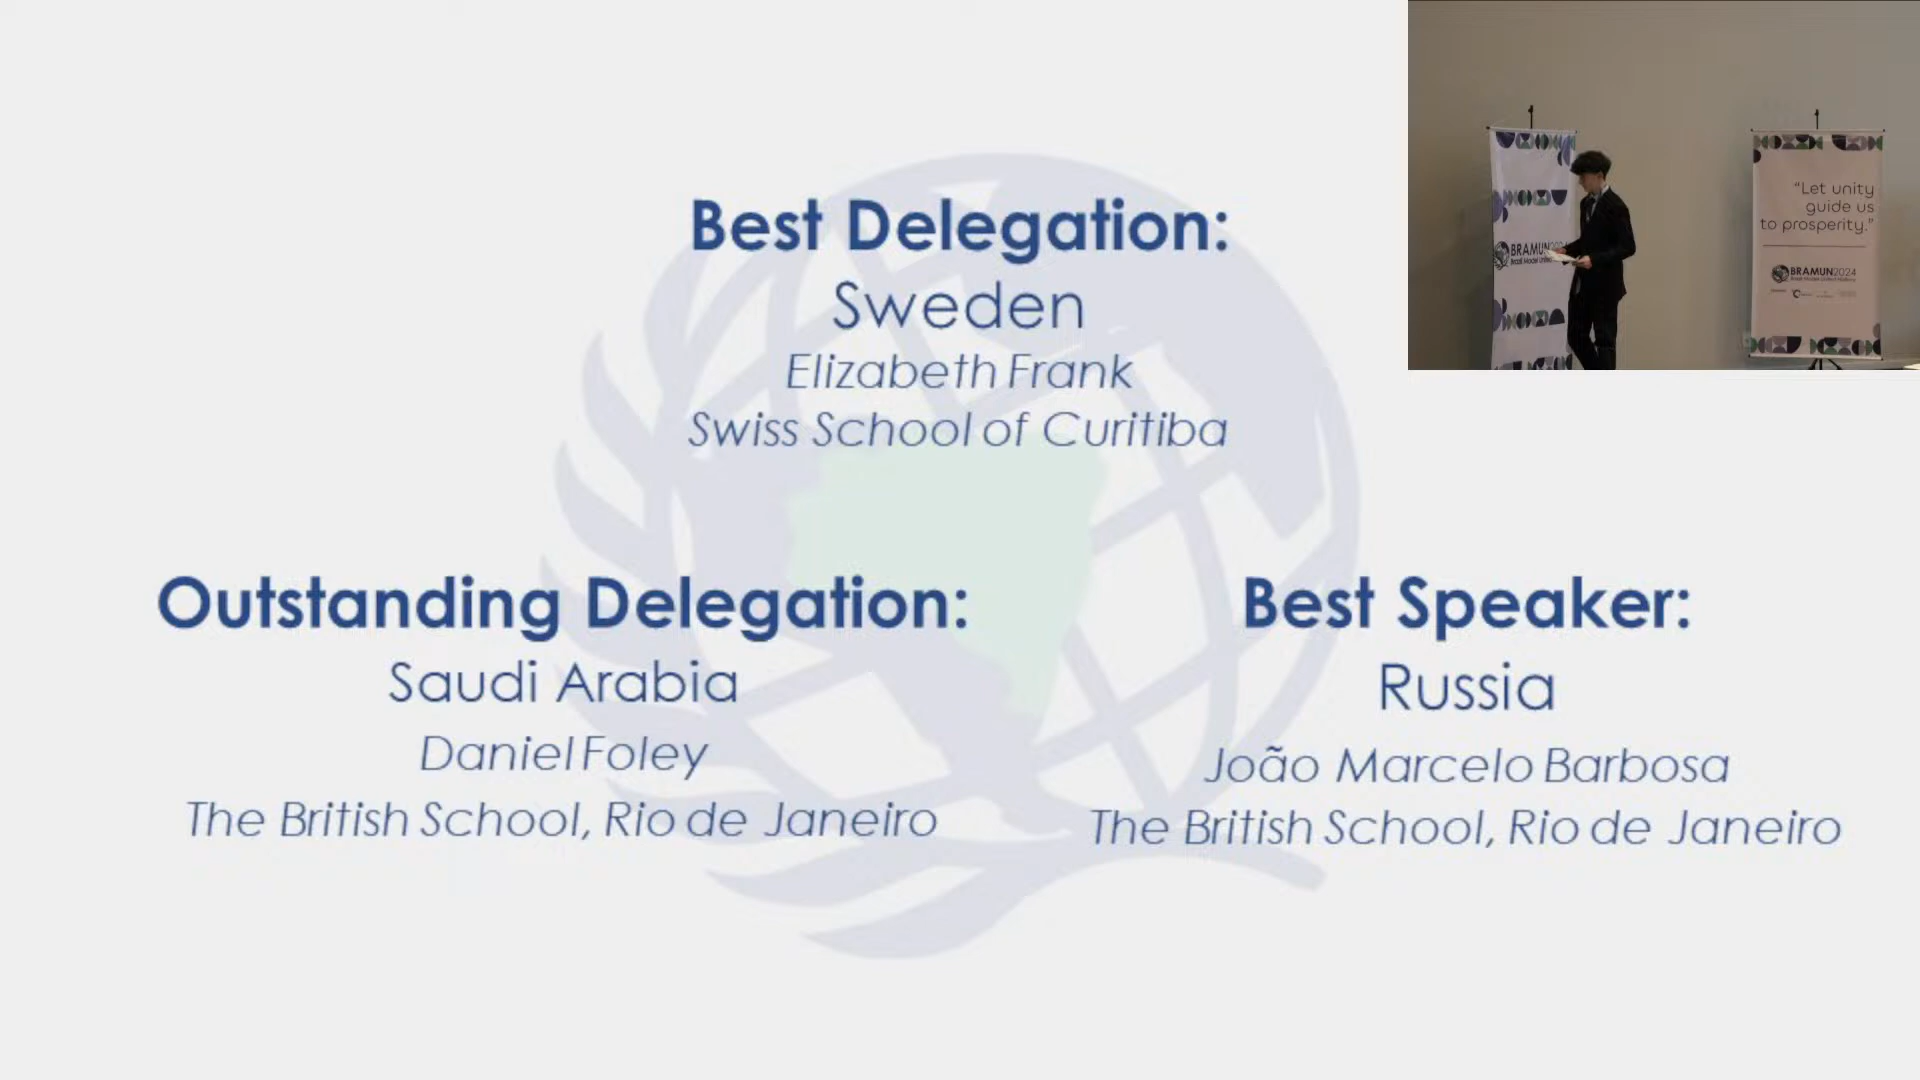 Best Delegation:
Sweden
Elizabeth Frank
Swiss School of Curitiba
Outstanding Delegation:
Saudi Arabia
Daniel Foley
The British School, Rio de Janeiro
Best Speaker:
Russia
João Marcelo Barbosa
The British School, Rio de Janeiro
BRAMUN2024
“Let unity
guide us
to prosperity.”
BRAMUN2024